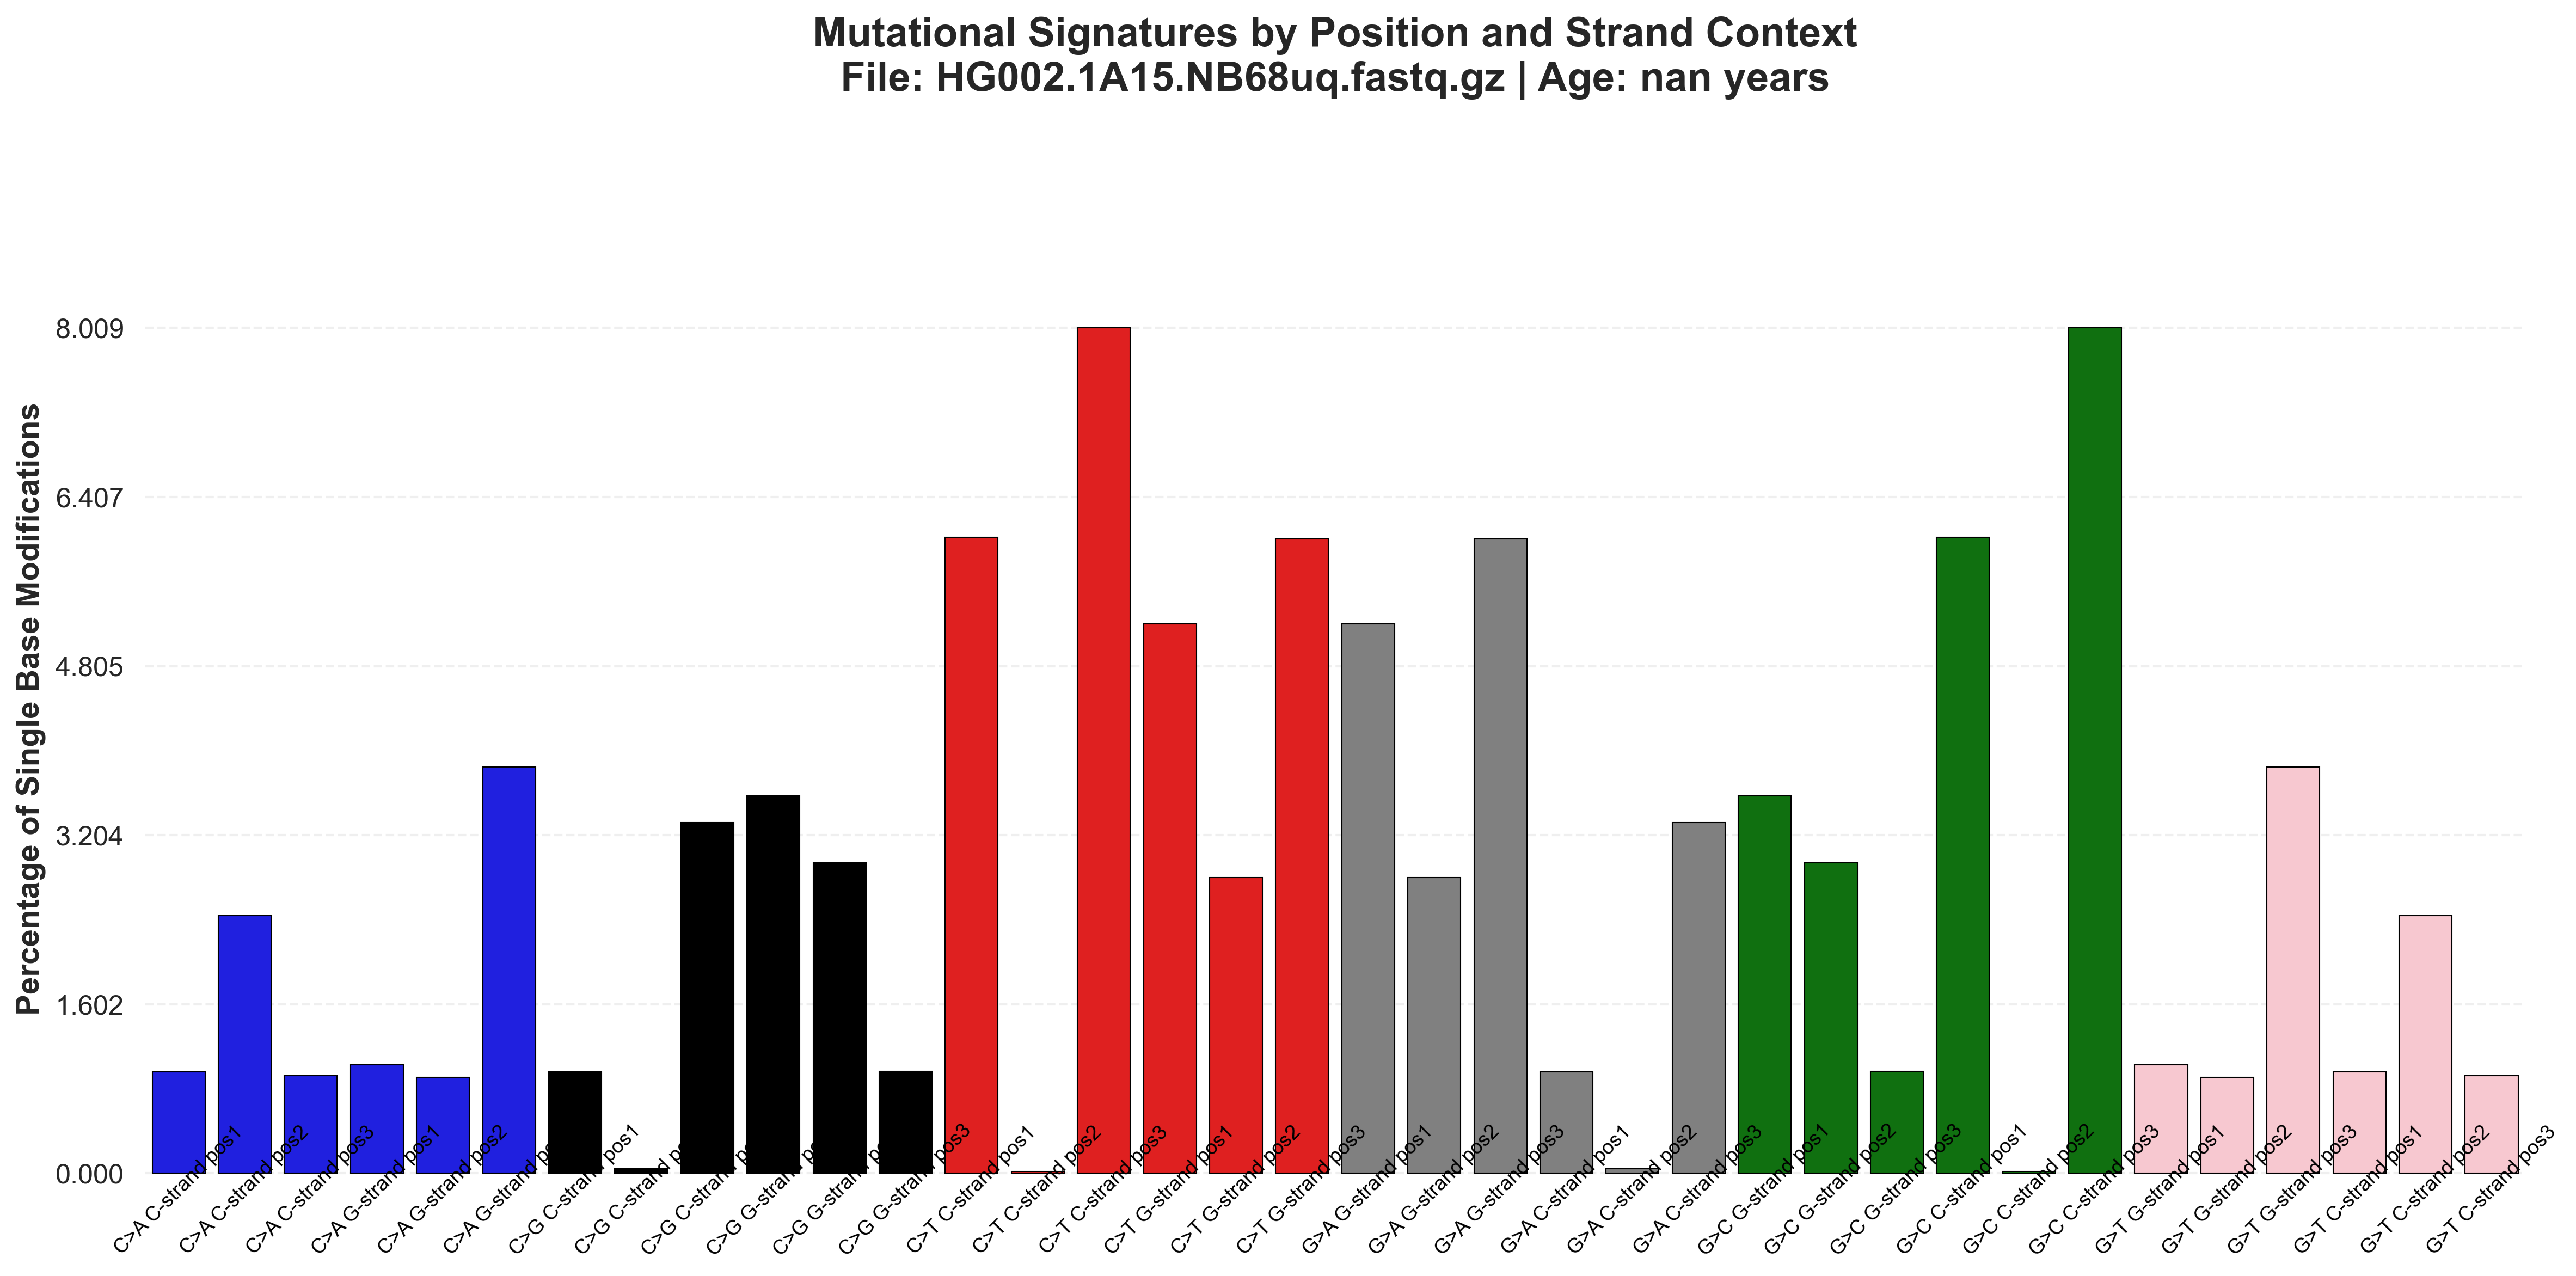 Mutational Signatures by Position and Strand Context
File: HG002.1A15.NB68uq.fastq.gz | Age: nan years
Percentage of Single Base Modifications
8.009
6.407
4.805
3.204
1.602
0.000
C>A C-strand pos1
C>A C-strand pos2
C>A C-strand pos3
C>A G-strand pos1
C>A G-strand pos2
C>A G-strand
C>G C-strand pos1
C>G C-strand
C>G C-strand
C>G G-strand
C>G G-strand
C>G G-strand pos3
C>T C-strand pos1
C>T C-strand pos2
C>T C-strand pos3
C>T G-strand pos1
C>T G-strand pos2
C>T G-strand pos3
G>A G-strand pos1
G>A G-strand pos2
G>A G-strand pos3
G>A C-strand pos1
G>A C-strand pos2
G>A C-strand pos3
G>C G-strand pos1
G>C G-strand pos2
G>C G-strand pos3
G>C C-strand pos1
G>C C-strand pos2
G>C C-strand pos3
G>T G-strand pos1
G>T G-strand pos2
G>T G-strand pos3
G>T C-strand pos1
G>T C-strand pos2
G>T C-strand pos3